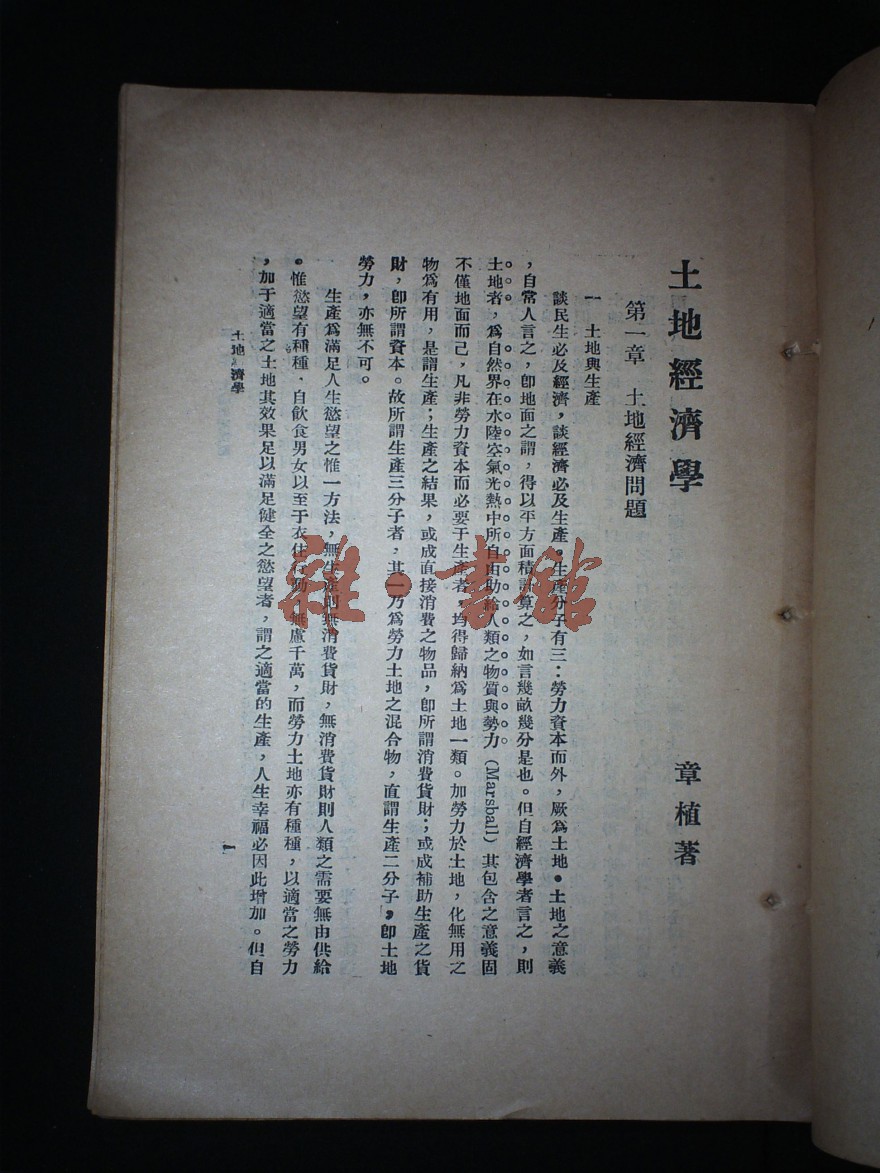 土地經濟學
章植著
第一章　土地經濟問題
一　土地與生產
談民生必及經濟，談經濟必及生產。生產分子有三：勞力資本而外，厥為土地。土地之意義
，自常人言之，卽地面之謂，得以平方面積計算之，如言幾畝幾分是也。但自經濟學者言之，則
土地者，為自然界在水陸空氣光熱中所自由助給人類之物質與勢力（Marsball）其包含之意義固
不僅地面而已，凡非勞力資本而必要于生產者，均得歸納為土地一類。加勞力於土地，化無用之
物為有用，是謂生產；生產之結果，或成直接消費之物品，卽所謂消費貨財；或成補助生產之貨
財，卽所謂資本。故所謂生產三分子者，其一乃為勞力土地之混合物，直謂生產二分子，卽土地
勞力，亦無不可。
生產為滿足人生慾望之惟一方法，無生產則無消費貨財，無消費貨財則人類之需要無由供給
。惟慾望有種種，自飲食男女以至于衣住行動，無慮千萬，而勞力土地亦有種種，以適當之勞力
，加于適當之土地其效果足以滿足健全之慾望者，謂之適當的生產，人生幸福必因此增加。但自
土地　濟學
一
雜·書館